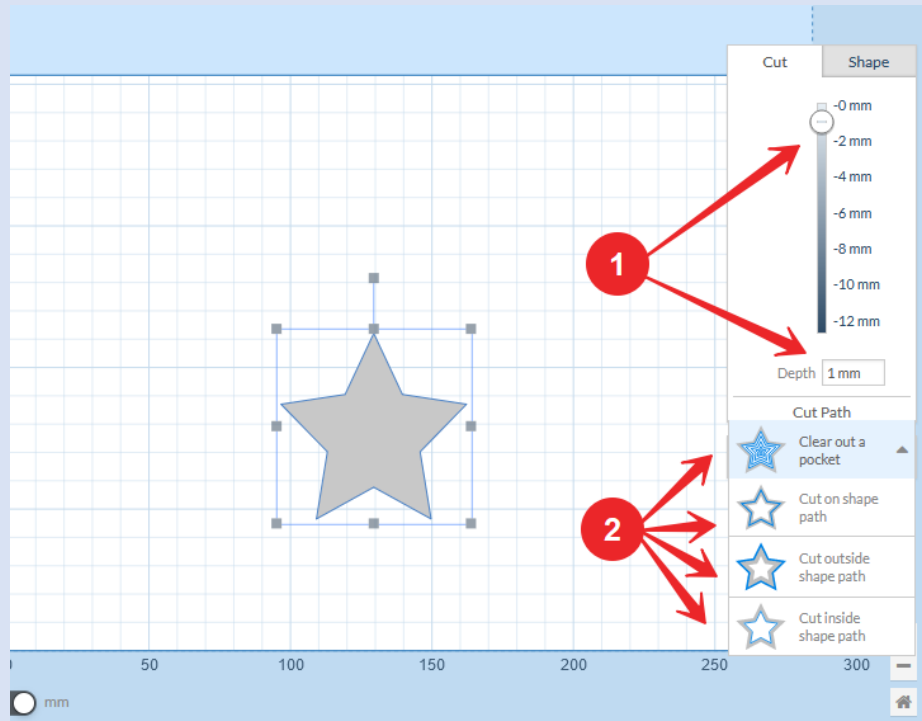 Cut Shape
-0 mm
-2 mm
-4 mm
-6 mm
-8 mm
-10 mm
-12 mm
1
Depth 1 mm
Cut Path
Clear out a
pocket
Cut on shape
path
2
Cut outside
shape path
Cut inside
shape path
50 100 150 200 250 300
mm